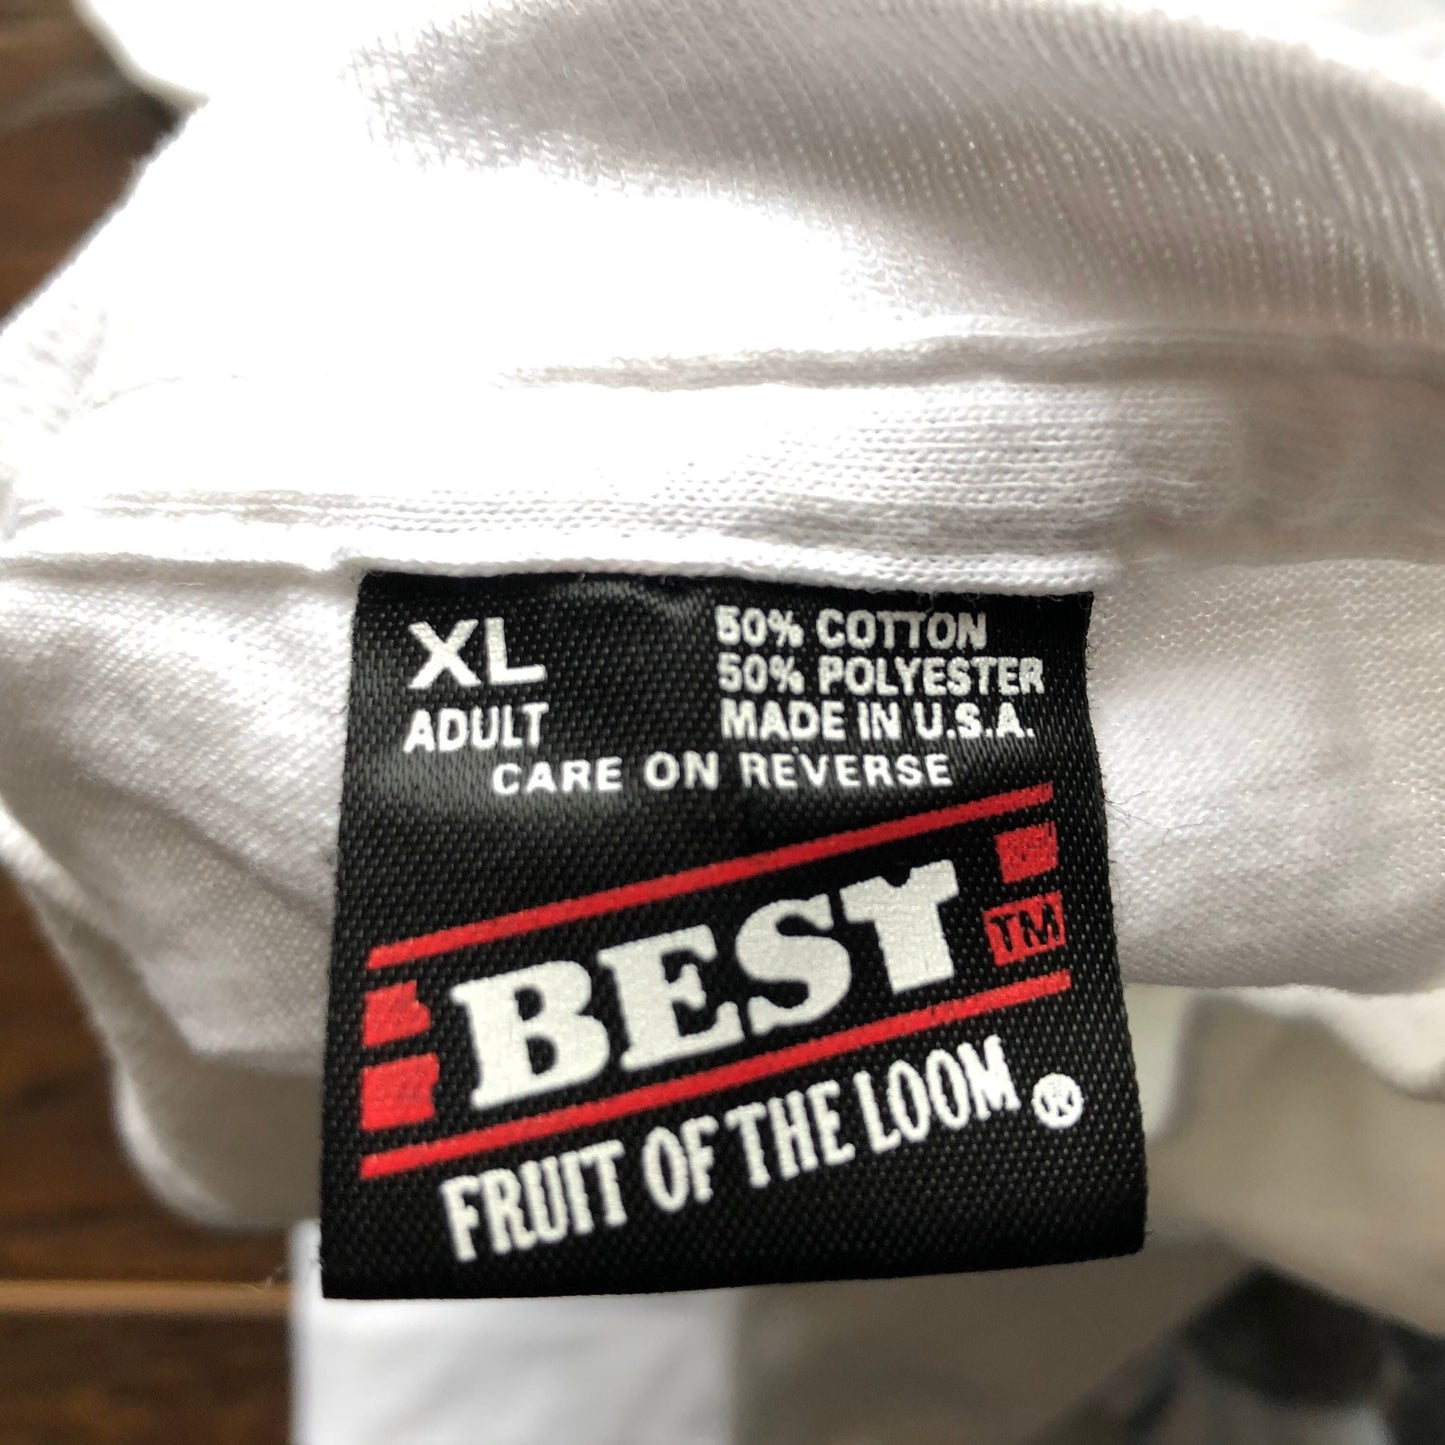 XL
ADULT
50% COTTON
50% POLYESTER
MADE IN U.S.A.
CARE ON REVERSE
BEST TM
FRUIT OF THE LOOM ®